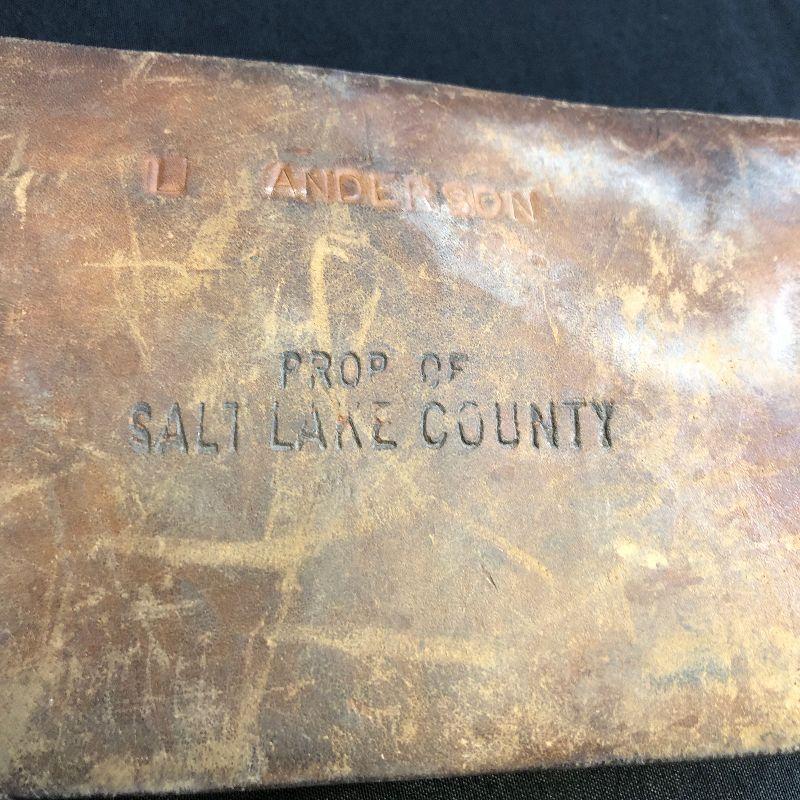 L ANDERSON
PROP OF
SALT LAKE COUNTY